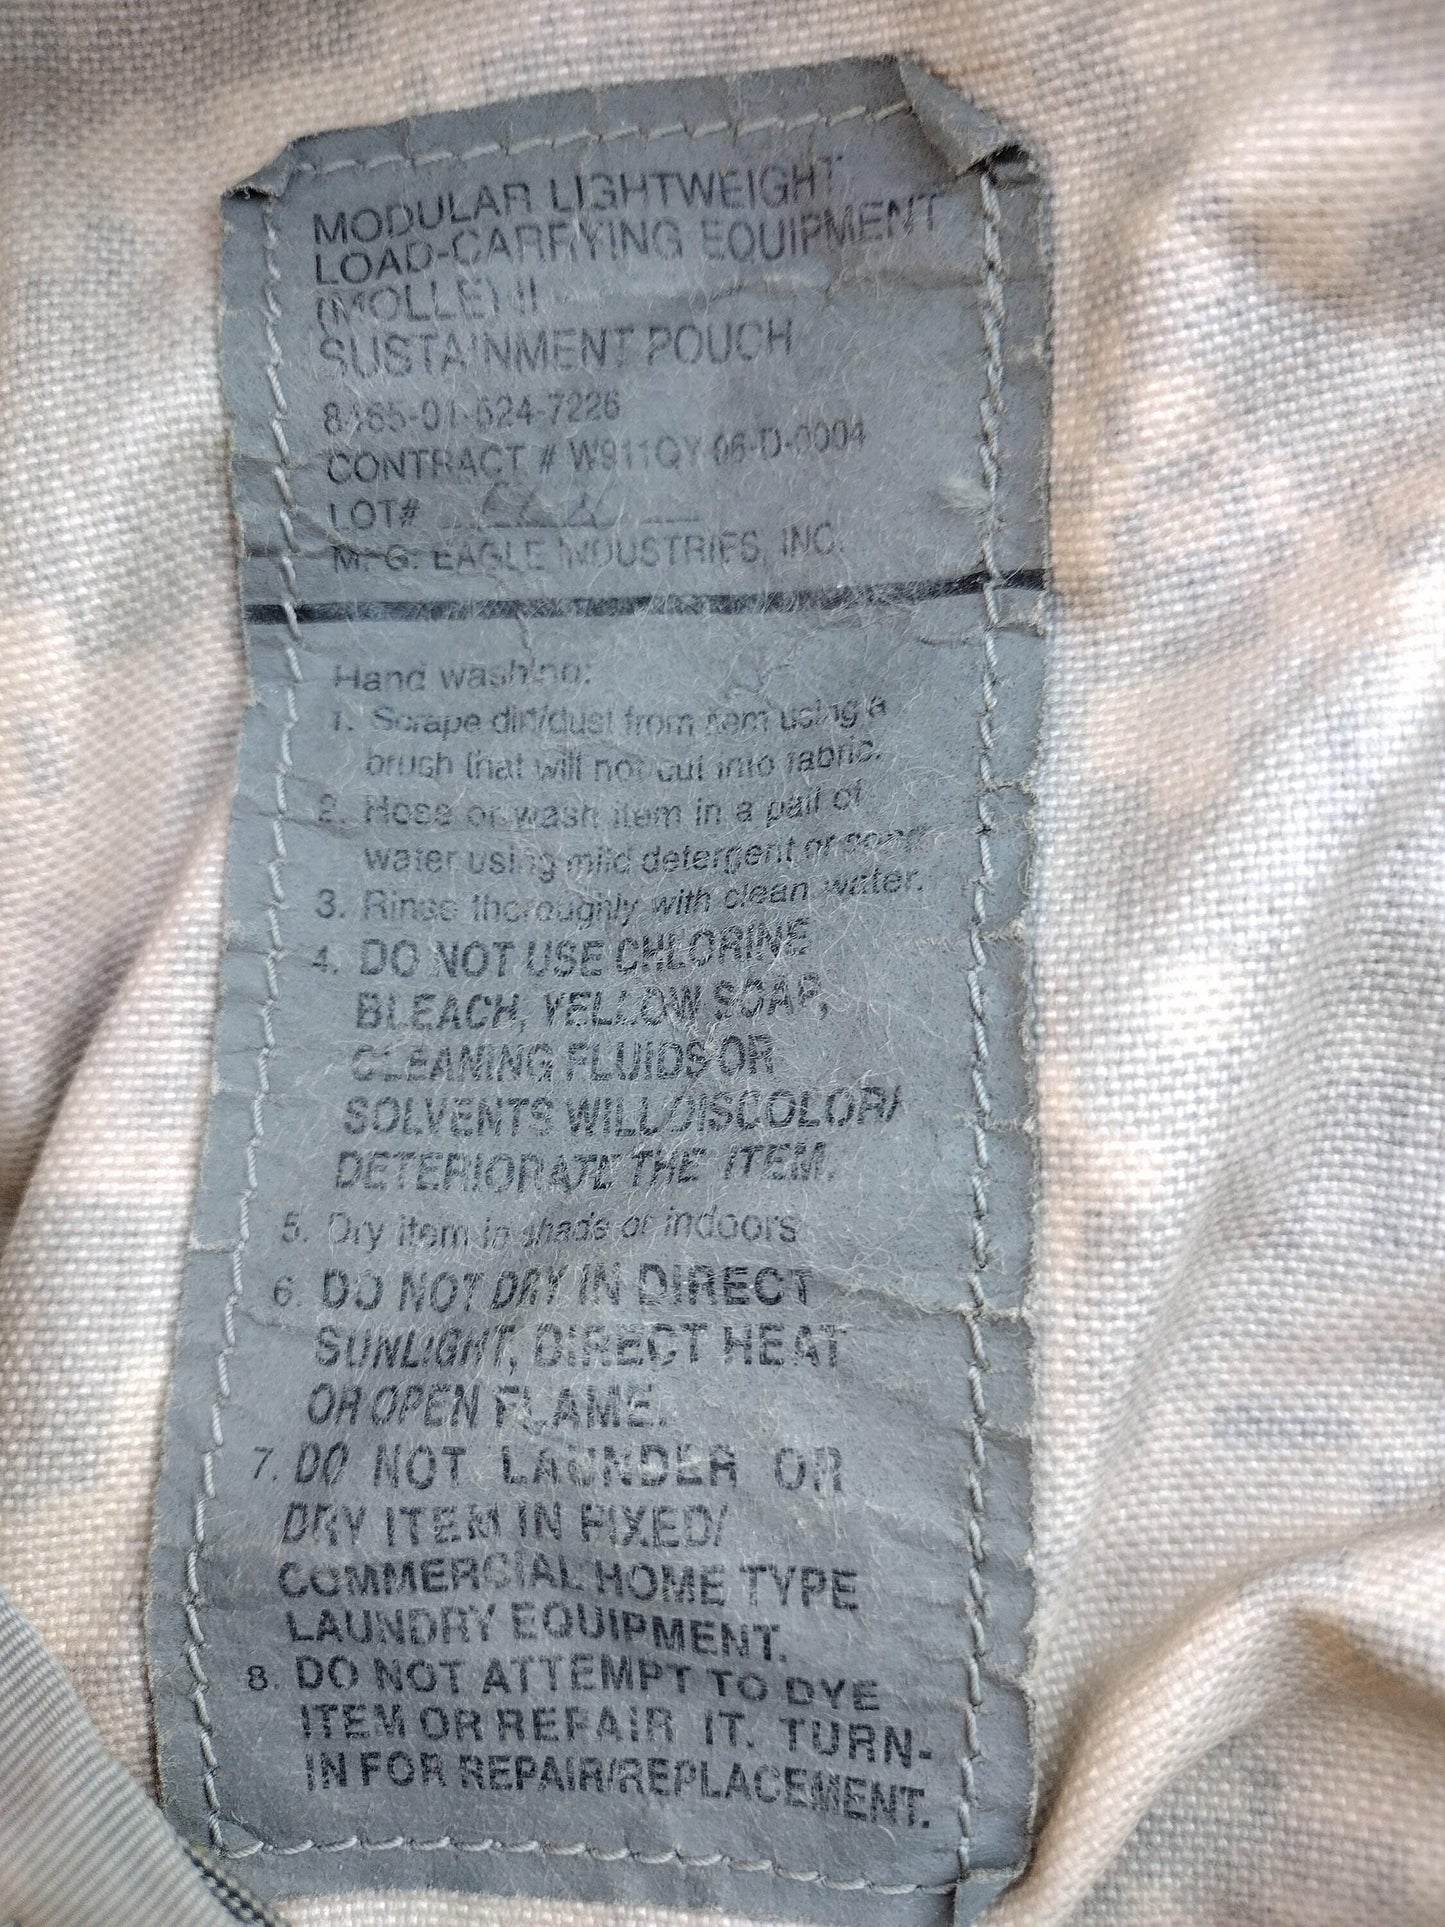 MODULAR LIGHTWEIGHT
LOAD-CARRYING EQUIPMENT
(MOLLE) II
SUSTAINMENT POUCH
8465-01-524-7226
CONTRACT # W911QY-06-D-0004
LOT#
MFG: EAGLE INDUSTRIES, INC.
Hand washing:
1. Scrape dirt/dust from item using a
brush that will not cut into fabric.
2. Hose or wash item in a pail of
water using mild detergent or soap.
3. Rinse thoroughly with clean water.
4. DO NOT USE CHLORINE
BLEACH, YELLOW SOAP,
CLEANING FLUIDS OR
SOLVENTS WILL DISCOLOR/
DETERIORATE THE ITEM.
5. Dry item in shade or indoors
6. DO NOT DRY IN DIRECT
SUNLIGHT, DIRECT HEAT
OR OPEN FLAME.
7. DO NOT LAUNDER OR
DRY ITEM IN FIXED/
COMMERCIAL HOME TYPE
LAUNDRY EQUIPMENT.
8. DO NOT ATTEMPT TO DYE
ITEM OR REPAIR IT. TURN-
IN FOR REPAIR/REPLACEMENT.